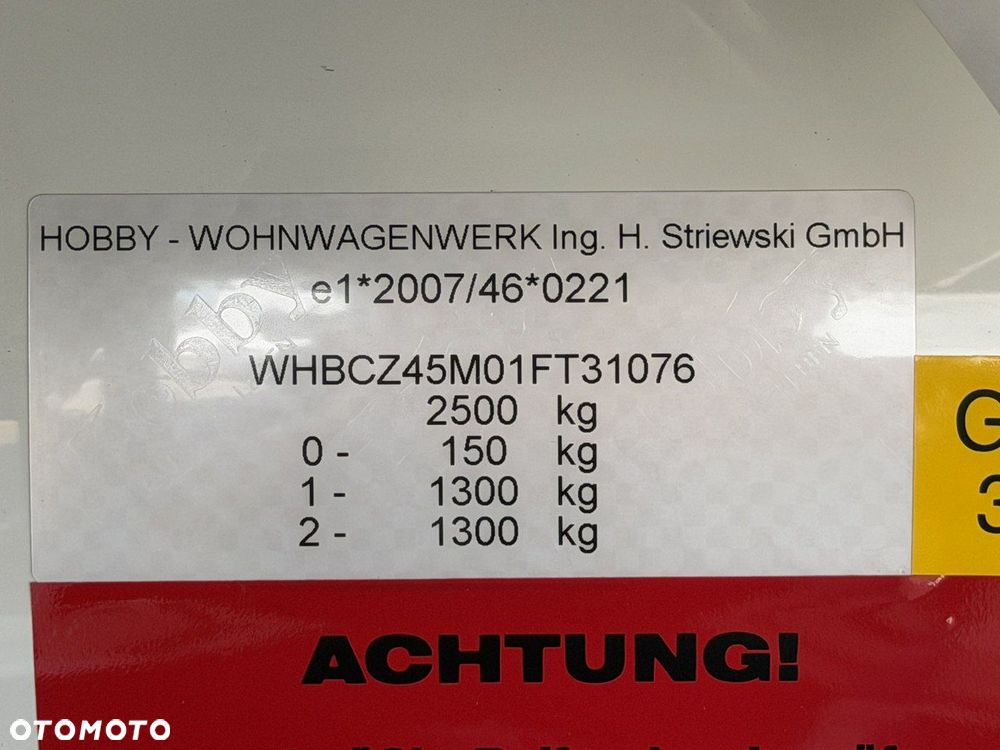 HOBBY - WOHNWAGENWERK Ing. H. Striewski GmbH
e1*2007/46*0221
WHBCZ45M01FT31076
2500 kg
0 - 150 kg
1 - 1300 kg
2 - 1300 kg
G
3
ACHTUNG!
OTOMOTO